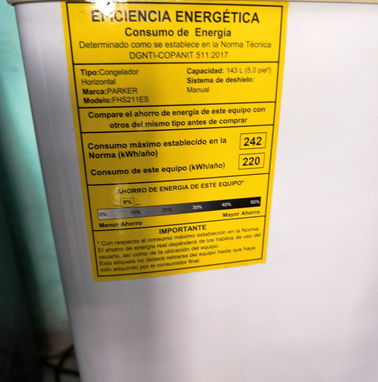 EFICIENCIA ENERGÉTICA
Consumo de Energía
Determinado como se establece en la Norma Técnica
DGNTI-COPANIT 511:2017
Tipo:Congelador Capacidad: 143 L (5,0 pie³)
Horizontal Sistema de deshielo:
Marca:PARKER Manual
Modelo:FHS211ES
Compare el ahorro de energía de este equipo con
otros del mismo tipo antes de comprar
Consumo máximo establecido en la 242
Norma (kWh/año)
Consumo de este equipo (kWh/año) 220
AHORRO DE ENERGIA DE ESTE EQUIPO*
9%
0% 10% 20% 30% 40% 50%
Menor Ahorro Mayor Ahorro
IMPORTANTE
* Con respecto al consumo máximo establecido en la Norma.
El ahorro de energía real dependerá de los hábitos de uso del
usuario, así como de la ubicación del equipo.
Esta etiqueta no deberá retirarse del equipo hasta que haya
sido adquirido por el consumidor final.